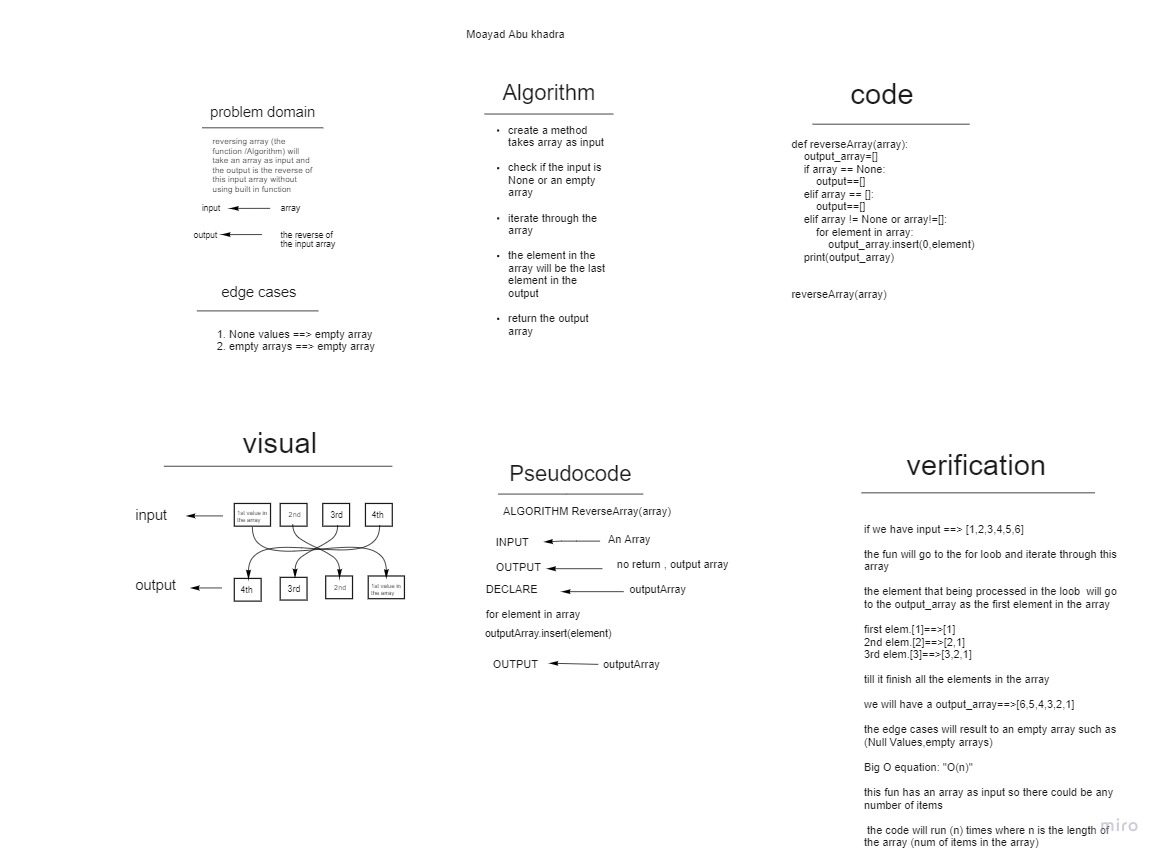 Moayad Abu khadra
problem domain
reversing array (the
function /Algorithm) will
take an array as input and
the output is the reverse of
this input array without
using built in function
input array
output the reverse of
the input array
edge cases
1. None values ==> empty array
2. empty arrays ==> empty array
Algorithm
• create a method
takes array as input
• check if the input is
None or an empty
array
• iterate through the
array
• the element in the
array will be the last
element in the
output
• return the output
array
code
def reverseArray(array):
output_array=[]
if array == None:
output==[]
elif array == []:
output==[]
elif array != None or array!=[]:
for element in array:
output_array.insert(0,element)
print(output_array)
reverseArray(array)
visual
input
1st value in
the array
2nd
3rd
4th
output
4th
3rd
2nd
1st value in
the array
Pseudocode
ALGORITHM ReverseArray(array)
INPUT An Array
OUTPUT no return , output array
DECLARE outputArray
for element in array
outputArray.insert(element)
OUTPUT outputArray
verification
if we have input ==> [1,2,3,4,5,6]
the fun will go to the for loob and iterate through this
array
the element that being processed in the loob will go
to the output_array as the first element in the array
first elem.[1]==>[1]
2nd elem.[2]==>[2,1]
3rd elem.[3]==>[3,2,1]
till it finish all the elements in the array
we will have a output_array==>[6,5,4,3,2,1]
the edge cases will result to an empty array such as
(Null Values,empty arrays)
Big O equation: "O(n)"
this fun has an array as input so there could be any
number of items
the code will run (n) times where n is the length of
the array (num of items in the array)
miro